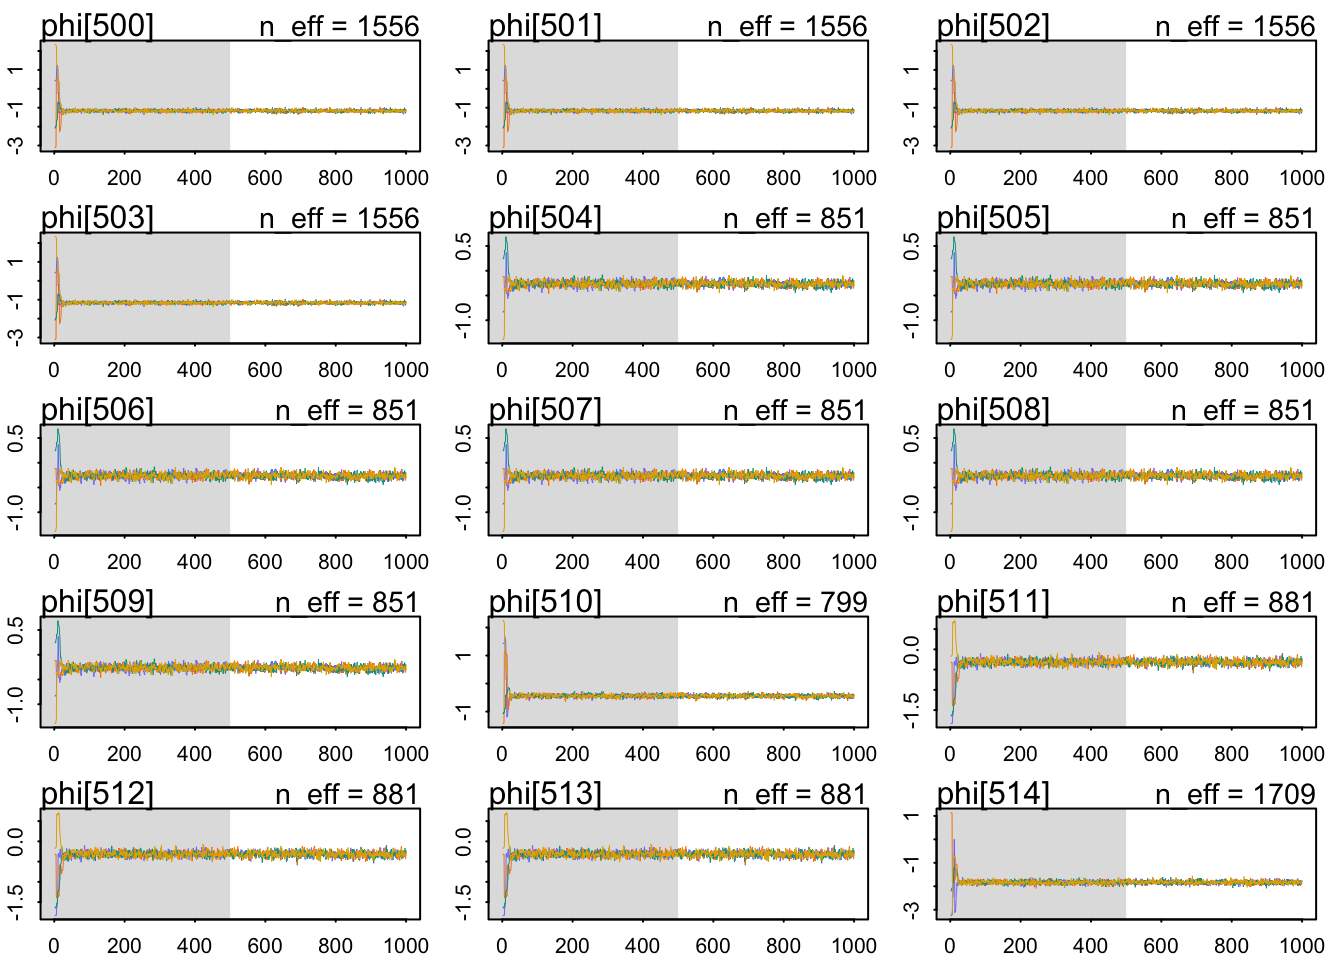 phi[500] n_eff = 1556 phi[501] n_eff = 1556 phi[502] n_eff = 1556
1 -1 -3 1 -1 -3 1 -1 -3
0 200 400 600 800 1000 0 200 400 600 800 1000 0 200 400 600 800 1000
phi[503] n_eff = 1556 phi[504] n_eff = 851 phi[505] n_eff = 851
1 -1 -3 0.5 -1.0 0.5 -1.0
0 200 400 600 800 1000 0 200 400 600 800 1000 0 200 400 600 800 1000
phi[506] n_eff = 851 phi[507] n_eff = 851 phi[508] n_eff = 851
0.5 -1.0 0.5 -1.0 0.5 -1.0
0 200 400 600 800 1000 0 200 400 600 800 1000 0 200 400 600 800 1000
phi[509] n_eff = 851 phi[510] n_eff = 799 phi[511] n_eff = 881
0.5 -1.0 1 -1 0.0 -1.5
0 200 400 600 800 1000 0 200 400 600 800 1000 0 200 400 600 800 1000
phi[512] n_eff = 881 phi[513] n_eff = 881 phi[514] n_eff = 1709
0.0 -1.5 0.0 -1.5 1 -1 -3
0 200 400 600 800 1000 0 200 400 600 800 1000 0 200 400 600 800 1000